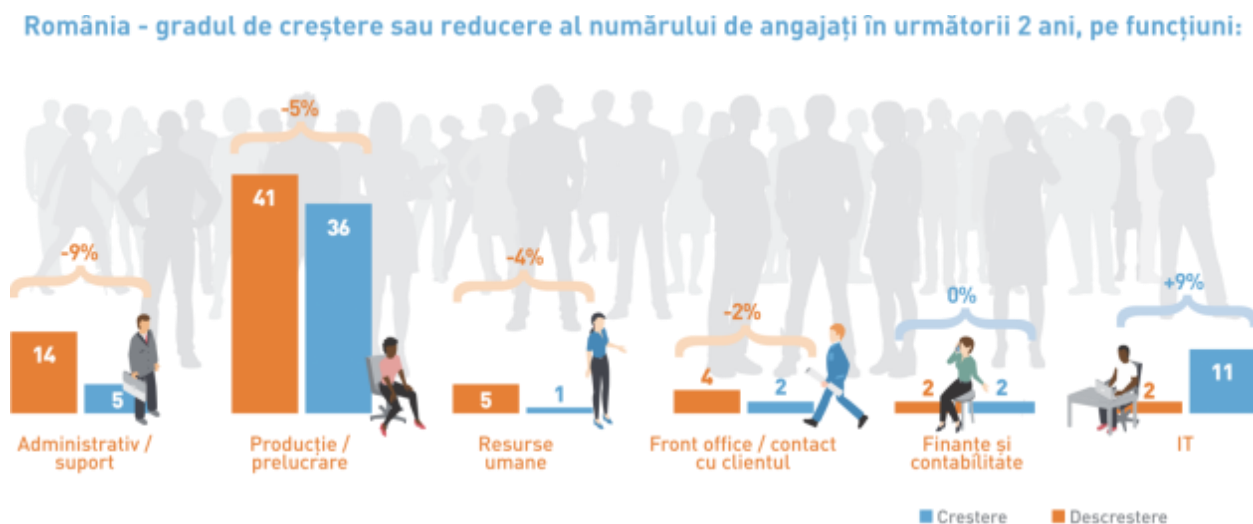 România - gradul de creștere sau reducere al numărului de angajați în următorii 2 ani, pe funcțiuni:
-9%
14
5
Administrativ /
suport
-5%
41
36
Producție /
prelucrare
-4%
5
1
Resurse
umane
-2%
4
2
Front office / contact
cu clientul
0%
2
2
Finanțe și
contabilitate
+9%
2
11
IT
Crestere
Descrestere